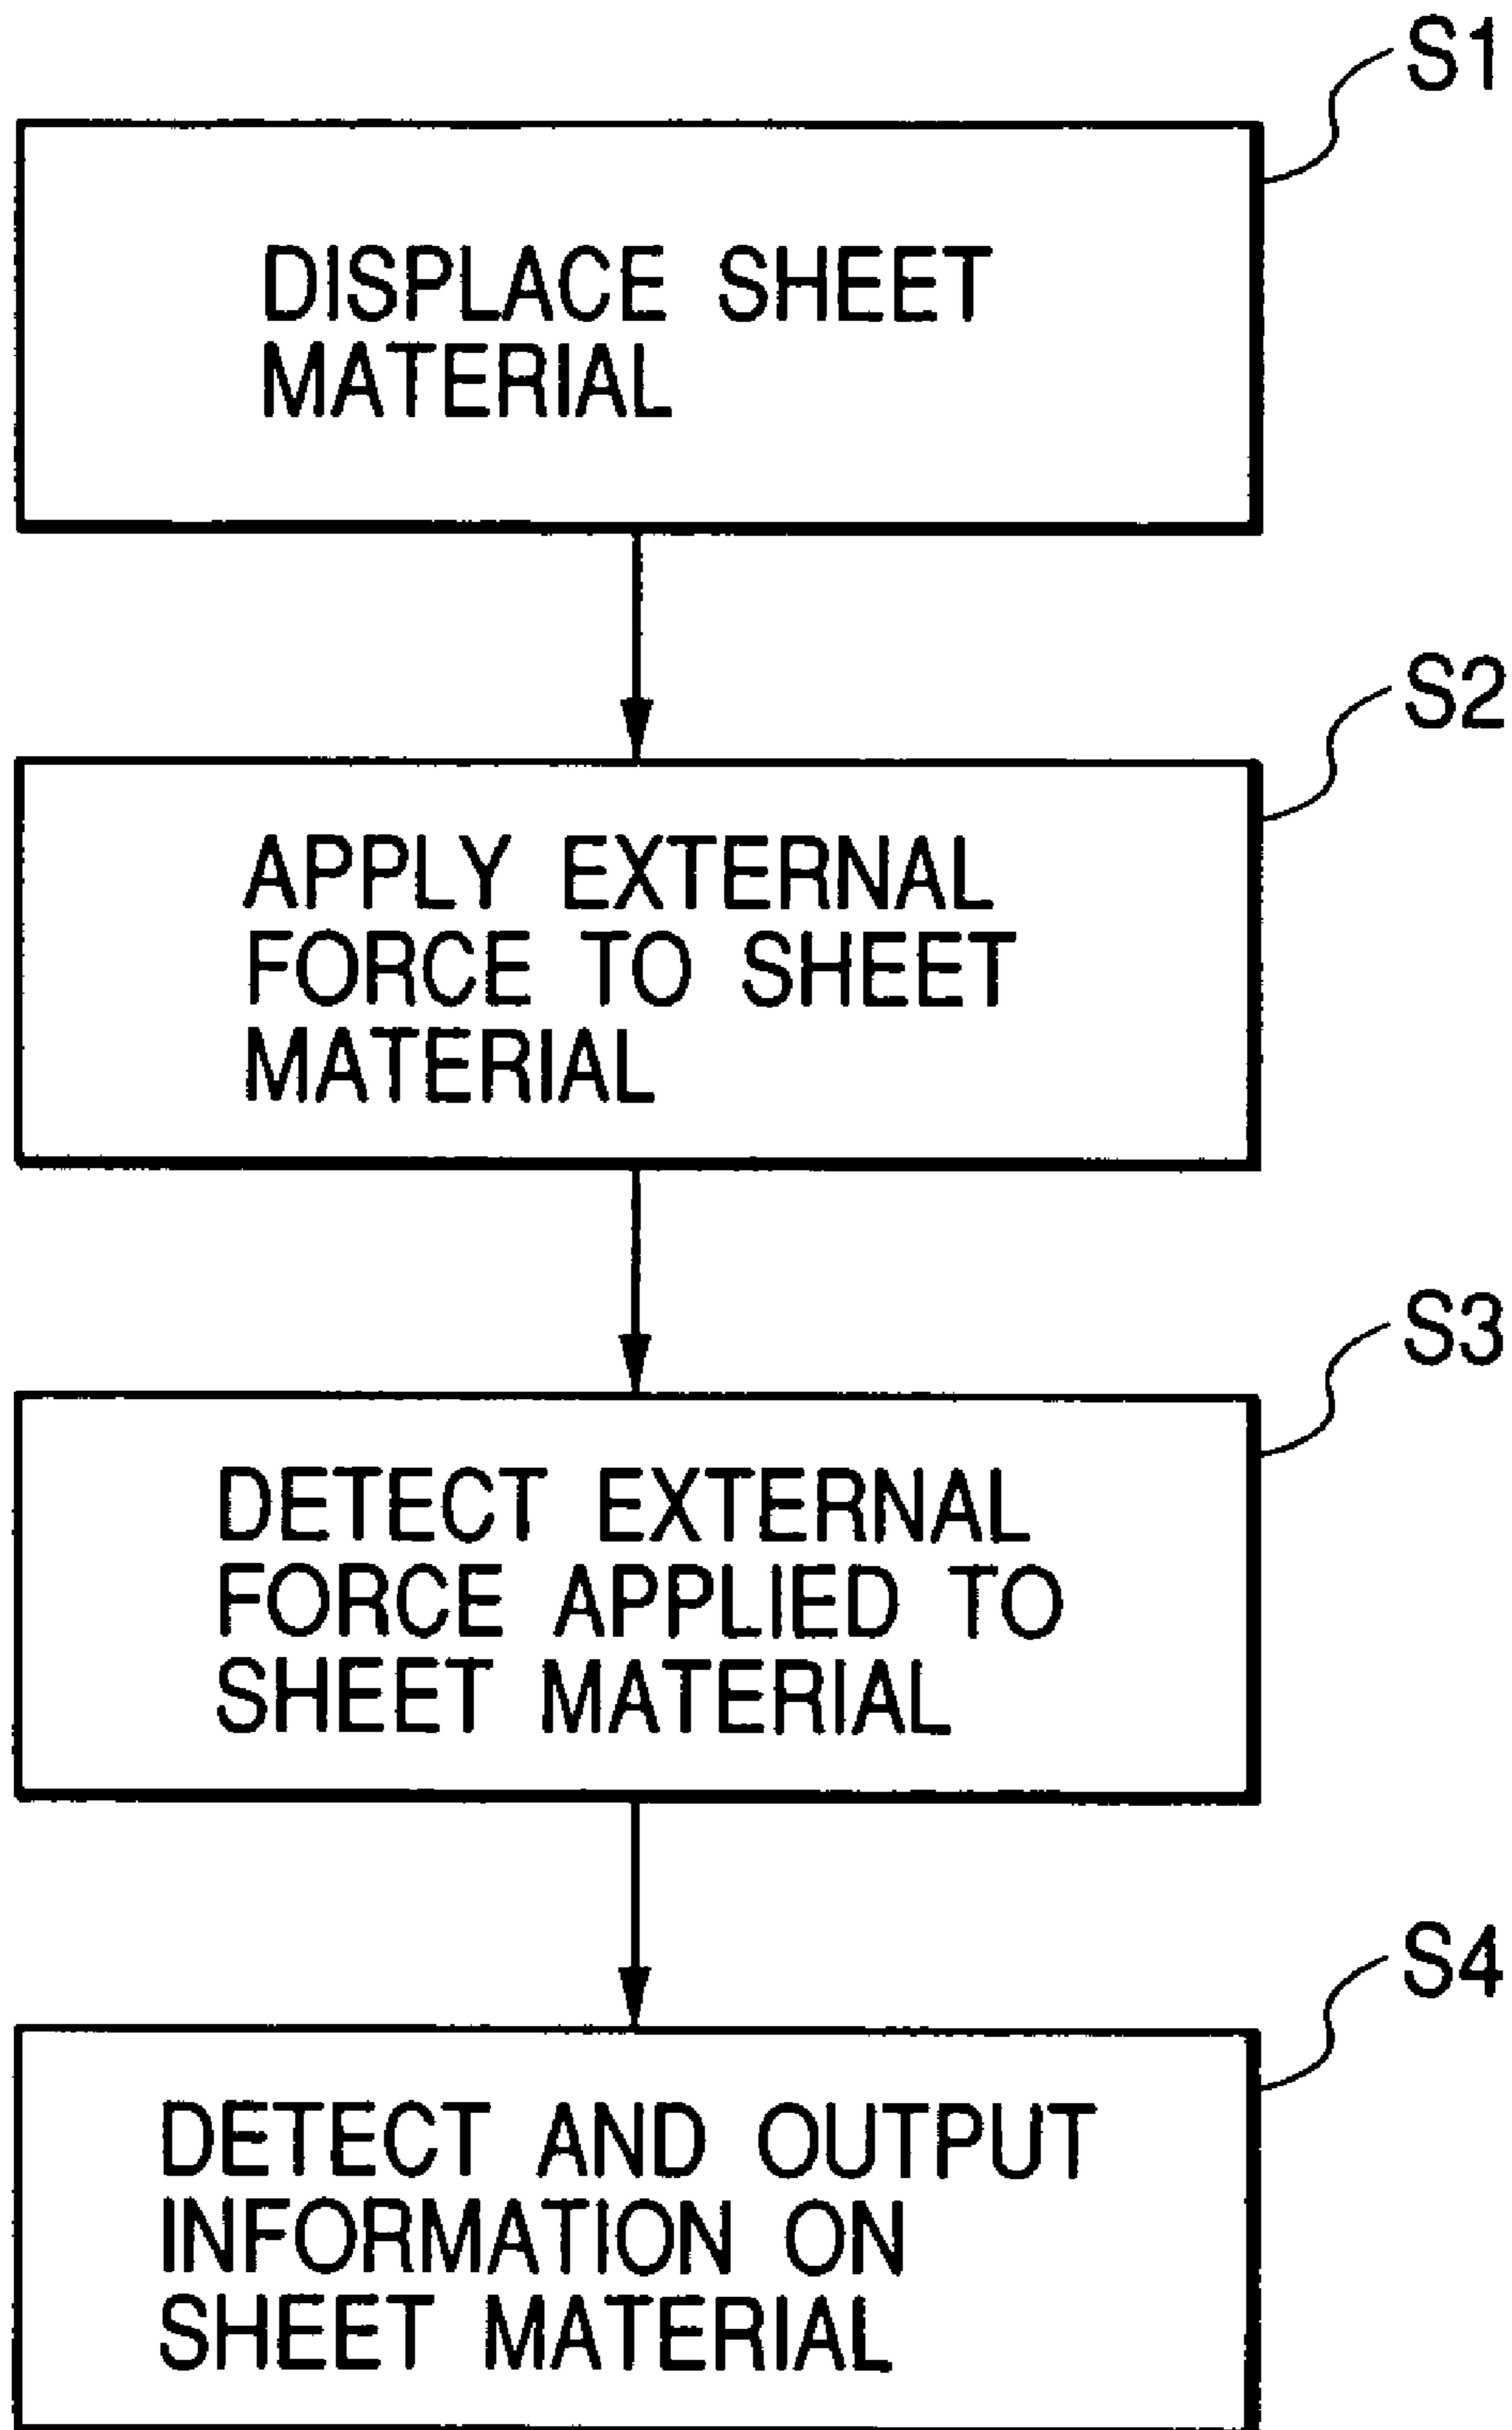 S1
DISPLACE SHEET
MATERIAL
S2
APPLY EXTERNAL
FORCE TO SHEET
MATERIAL
S3
DETECT EXTERNAL
FORCE APPLIED TO
SHEET MATERIAL
S4
DETECT AND OUTPUT
INFORMATION ON
SHEET MATERIAL